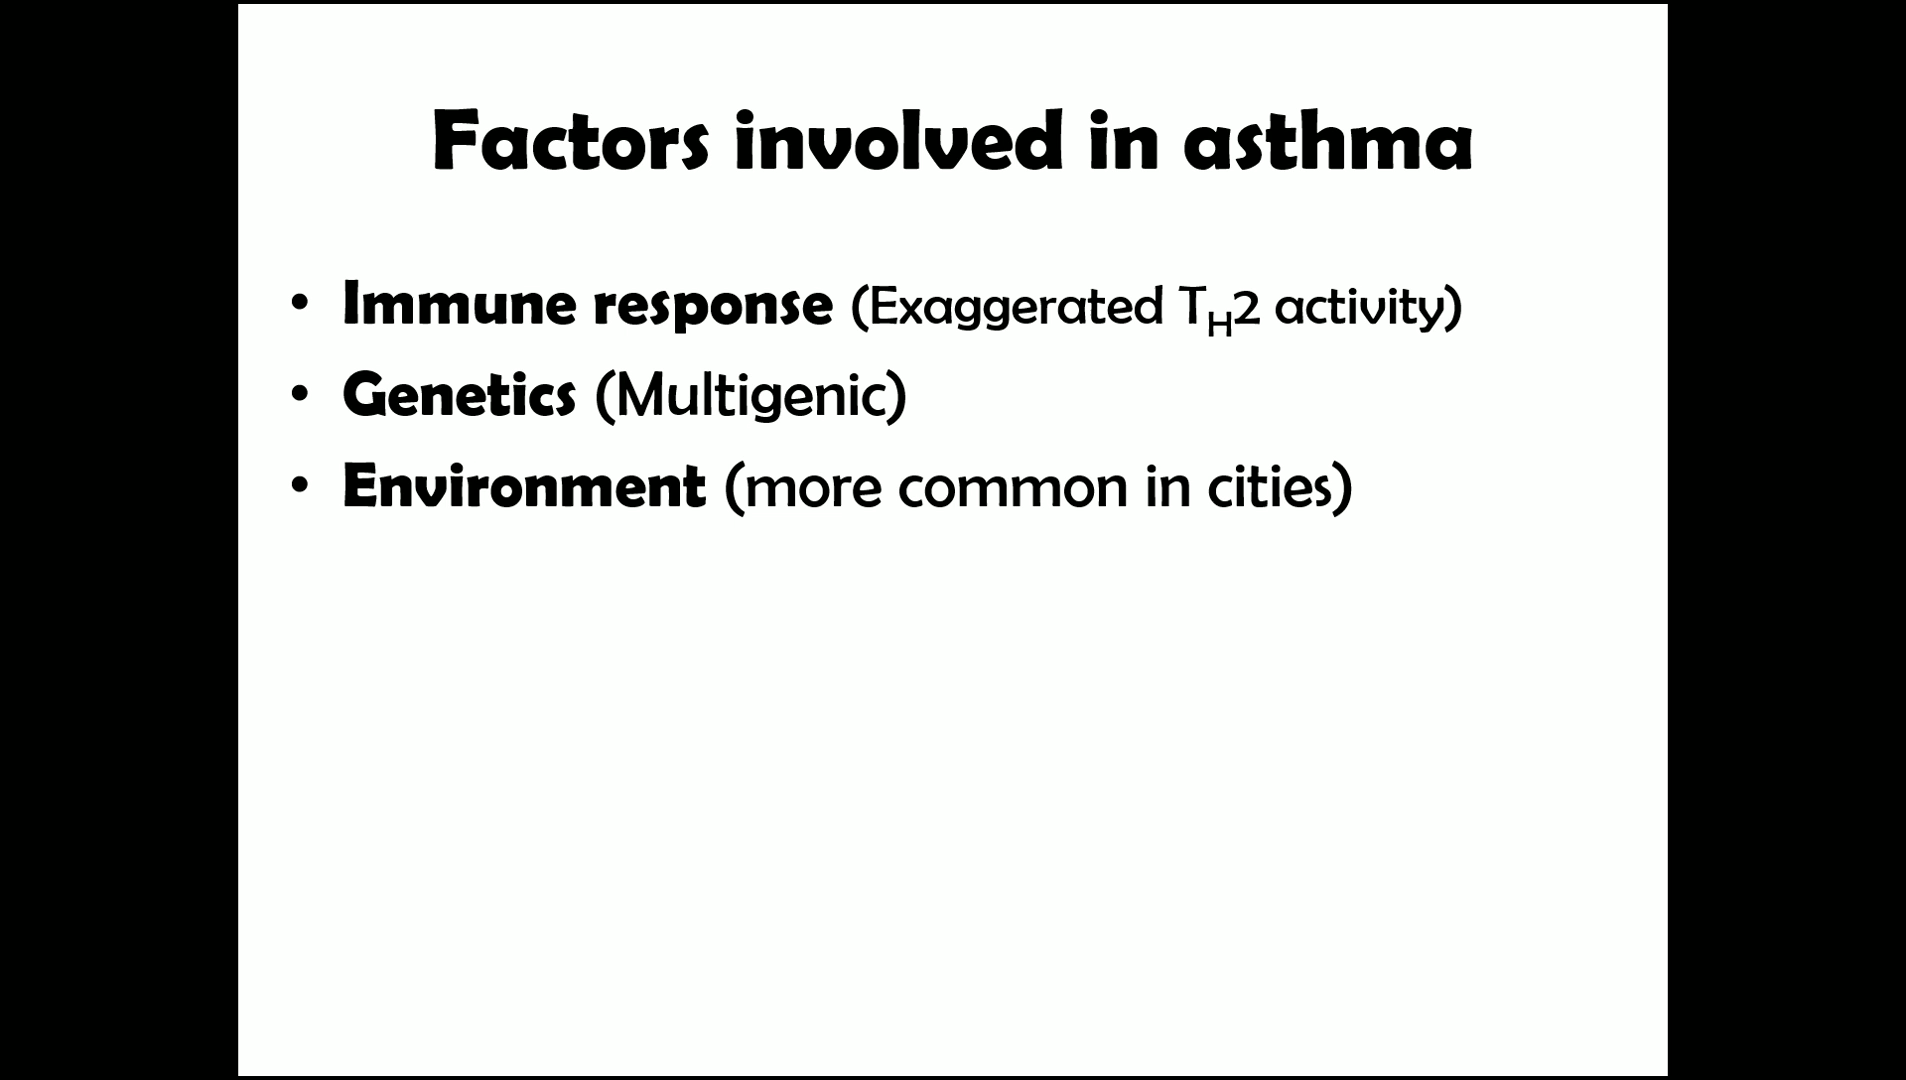 Factors involved in asthma
• Immune response (Exaggerated TH2 activity)
• Genetics (Multigenic)
• Environment (more common in cities)